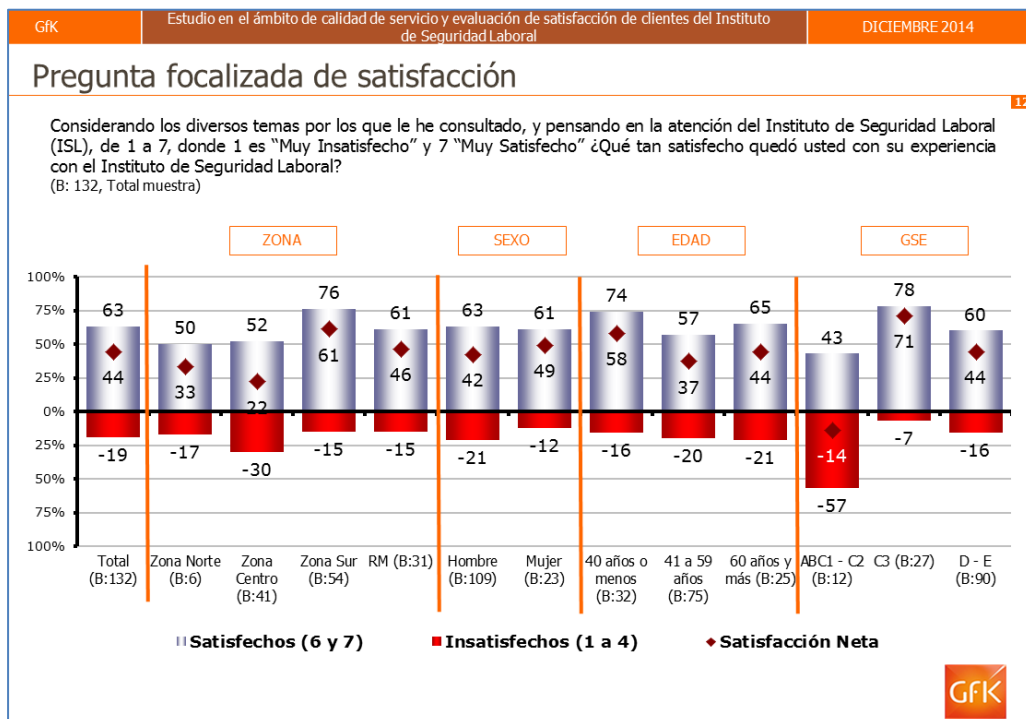 GfK
Estudio en el ámbito de calidad de servicio y evaluación de satisfacción de clientes del Instituto
de Seguridad Laboral
DICIEMBRE 2014
Pregunta focalizada de satisfacción
12
Considerando los diversos temas por los que le he consultado, y pensando en la atención del Instituto de Seguridad Laboral
(ISL), de 1 a 7, donde 1 es “Muy Insatisfecho” y 7 “Muy Satisfecho” ¿Qué tan satisfecho quedó usted con su experiencia
con el Instituto de Seguridad Laboral?
(B: 132, Total muestra)
ZONA SEXO EDAD GSE
100%
75%
50%
25%
0%
25%
50%
75%
100%
63 50 52 76 61 63 61 74 57 65 43 78 60
44 33 22 61 46 42 49 58 37 44 -14 71 44
-19 -17 -30 -15 -15 -21 -12 -16 -20 -21 -57 -7 -16
Total
(B:132)
Zona Norte
(B:6)
Zona
Centro
(B:41)
Zona Sur
(B:54)
RM (B:31)
Hombre
(B:109)
Mujer
(B:23)
40 años o
menos
(B:32)
41 a 59
años
(B:75)
60 años y
más (B:25)
ABC1 - C2
(B:12)
C3 (B:27)
D - E
(B:90)
Satisfechos (6 y 7)
Insatisfechos (1 a 4)
Satisfacción Neta
GfK